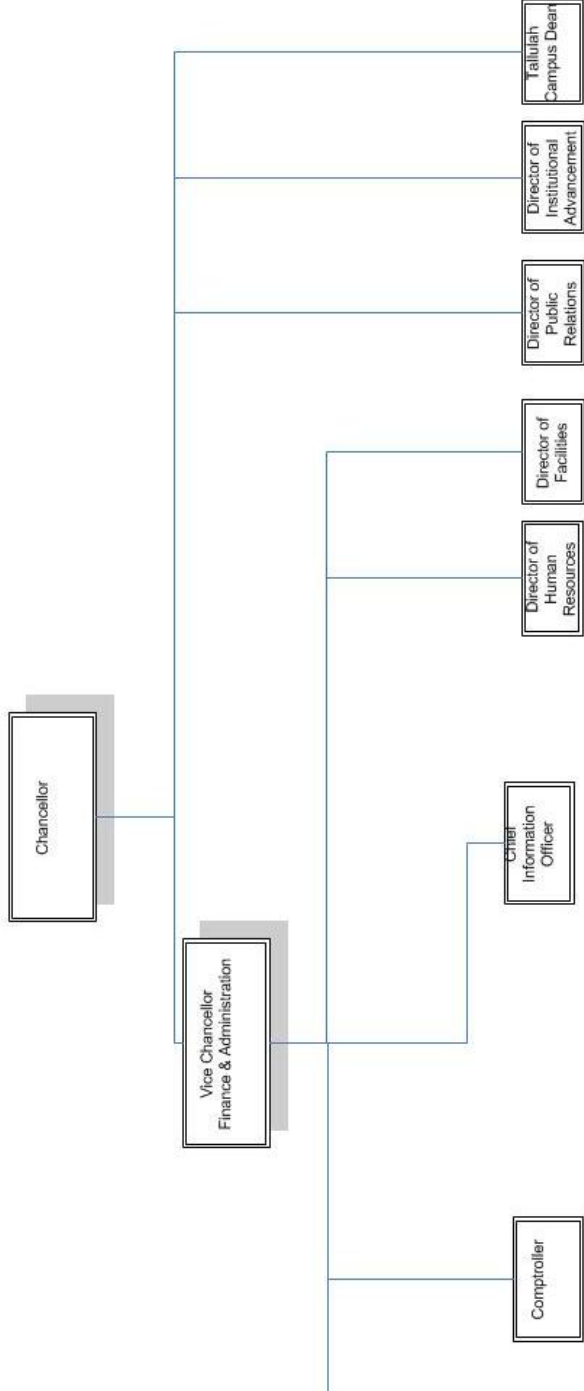 Chancellor
Vice Chancellor
Finance & Administration
Comptroller
Chief
Information
Officer
Director of
Human
Resources
Director of
Facilities
Director of
Public
Relations
Director of
Institutional
Advancement
Tallulah
Campus Dean